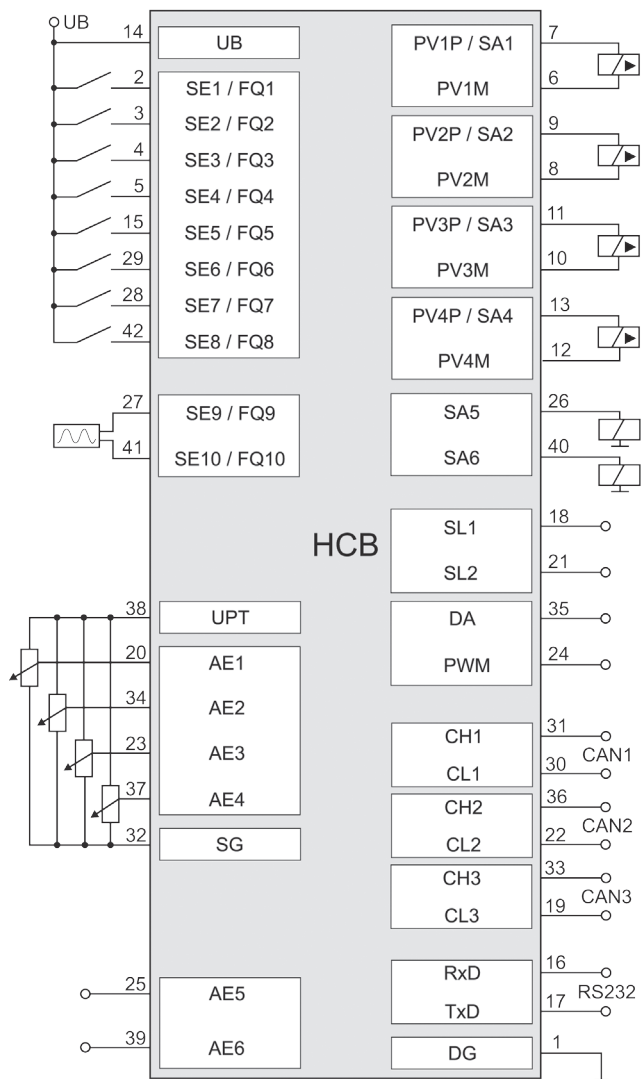 UB
14
UB
2
SE1 / FQ1
3
SE2 / FQ2
4
SE3 / FQ3
5
SE4 / FQ4
15
SE5 / FQ5
29
SE6 / FQ6
28
SE7 / FQ7
42
SE8 / FQ8
27
SE9 / FQ9
41
SE10 / FQ10
38
UPT
20
AE1
34
AE2
23
AE3
37
AE4
32
SG
25
AE5
39
AE6
HCB
PV1P / SA1
7
PV1M
6
PV2P / SA2
9
PV2M
8
PV3P / SA3
11
PV3M
10
PV4P / SA4
13
PV4M
12
SA5
26
SA6
40
SL1
18
SL2
21
DA
35
PWM
24
CH1
31
CAN1
CL1
30
CH2
36
CAN2
CL2
22
CH3
33
CAN3
CL3
19
RxD
16
RS232
TxD
17
DG
1